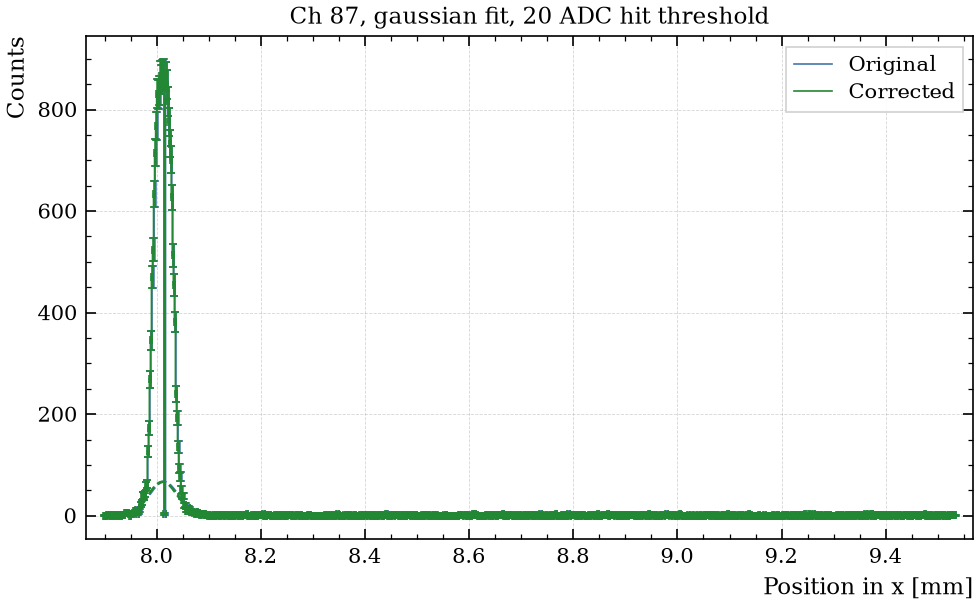 Ch 87, gaussian fit, 20 ADC hit threshold
Counts
Original
Corrected
800
600
400
200
0
8.0 8.2 8.4 8.6 8.8 9.0 9.2 9.4
Position in x [mm]